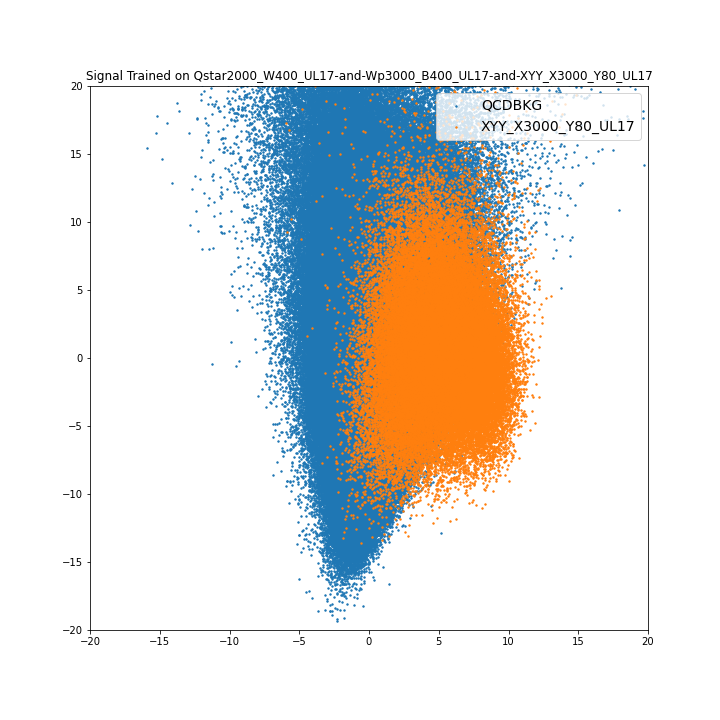 Signal Trained on Qstar2000_W400_UL17-and-Wp3000_B400_UL17-and-XYY_X3000_Y80_UL17
QCDBKG
XYY_X3000_Y80_UL17
20
15
10
5
0
−5
−10
−15
−20
−20 −15 −10 −5 0 5 10 15 20